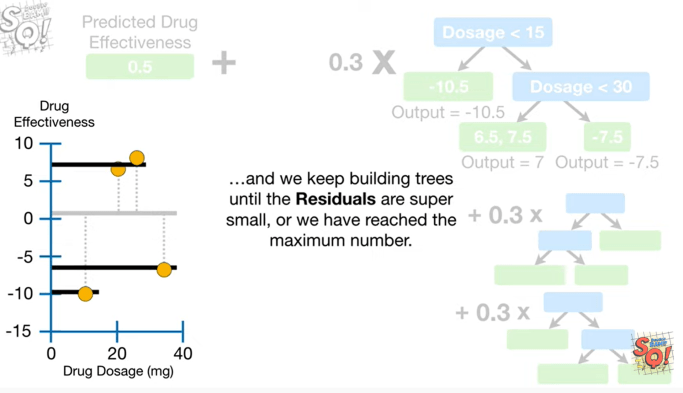 Predicted Drug
Effectiveness
0.5
+
0.3 X
Dosage < 15
-10.5
Dosage < 30
Output = -10.5
6.5, 7.5
-7.5
Output = 7
Output = -7.5
Drug
Effectiveness
10
5
0
-5
-10
-15
0
20
40
Drug Dosage (mg)
...and we keep building trees
until the Residuals are super
small, or we have reached the
maximum number.
+ 0.3 x
+ 0.3 x
SQ!
SQ!